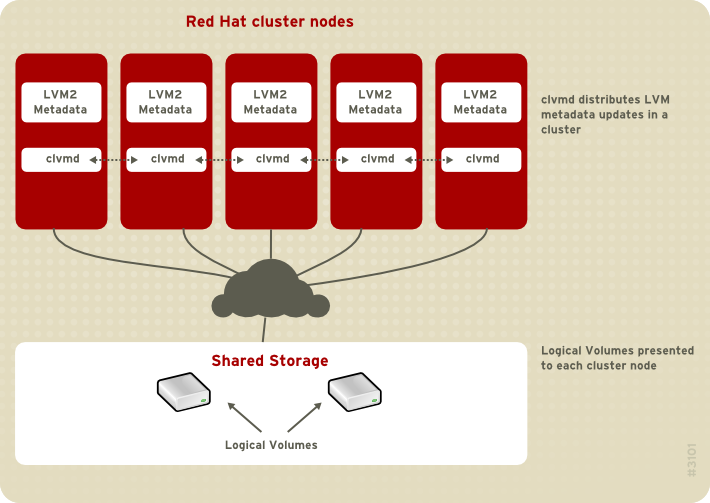 Red Hat cluster nodes
LVM2
Metadata
LVM2
Metadata
LVM2
Metadata
LVM2
Metadata
LVM2
Metadata
clvmd
clvmd
clvmd
clvmd
clvmd
clvmd distributes LVM
metadata updates in a
cluster
Shared Storage
Logical Volumes
Logical Volumes presented
to each cluster node
#3101